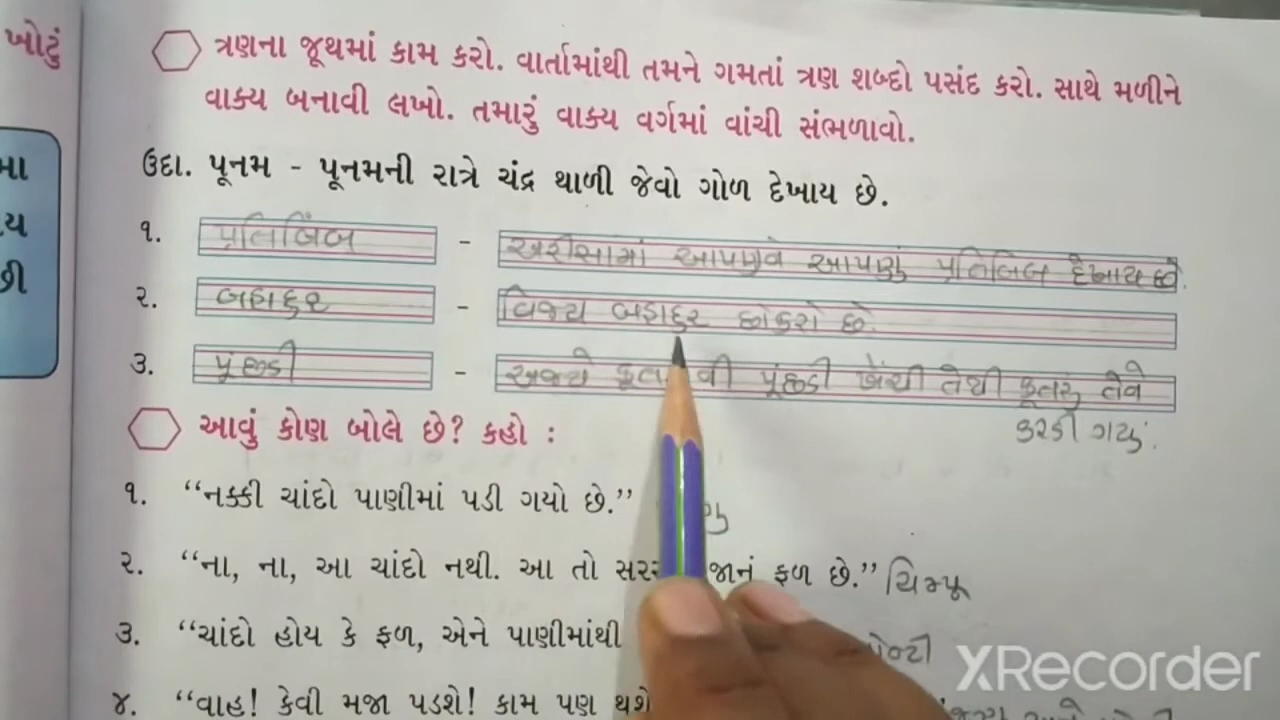 ખોટું
ત્રણના જૂથમાં કામ કરો. વાર્તામાંથી તમને ગમતાં ત્રણ શબ્દો પસંદ કરો. સાથે મળીને
વાક્ય બનાવી લખો. તમારું વાક્ય વર્ગમાં વાંચી સંભળાવો.
ઉદા. પૂનમ - પૂનમની રાત્રે ચંદ્ર થાળી જેવો ગોળ દેખાય છે.
૧. પ્રતિબિંબ - અરીસામાં આપણને આપણું પ્રતિબિંબ દેખાય છે.
૨. બહાદુર - વિજય બહાદુર છોકરો છે.
૩. પૂંછડી - અજયે પૂંછડી ખેંચી તેથી કૂતરું તેને
કરડી ગયું.
આવું કોણ બોલે છે? કહો :
૧. “નક્કી ચાંદો પાણીમાં પડી ગયો છે.”
૨. “ના, ના, આ ચાંદો નથી. આ તો ફળ છે.” ચિમ્પૂ
૩. “ચાંદો હોય કે ફળ, એને પાણીમાંથી
૪. “વાહ! કેવી મજા પડશે! કામ પણ થશે
XRecorder